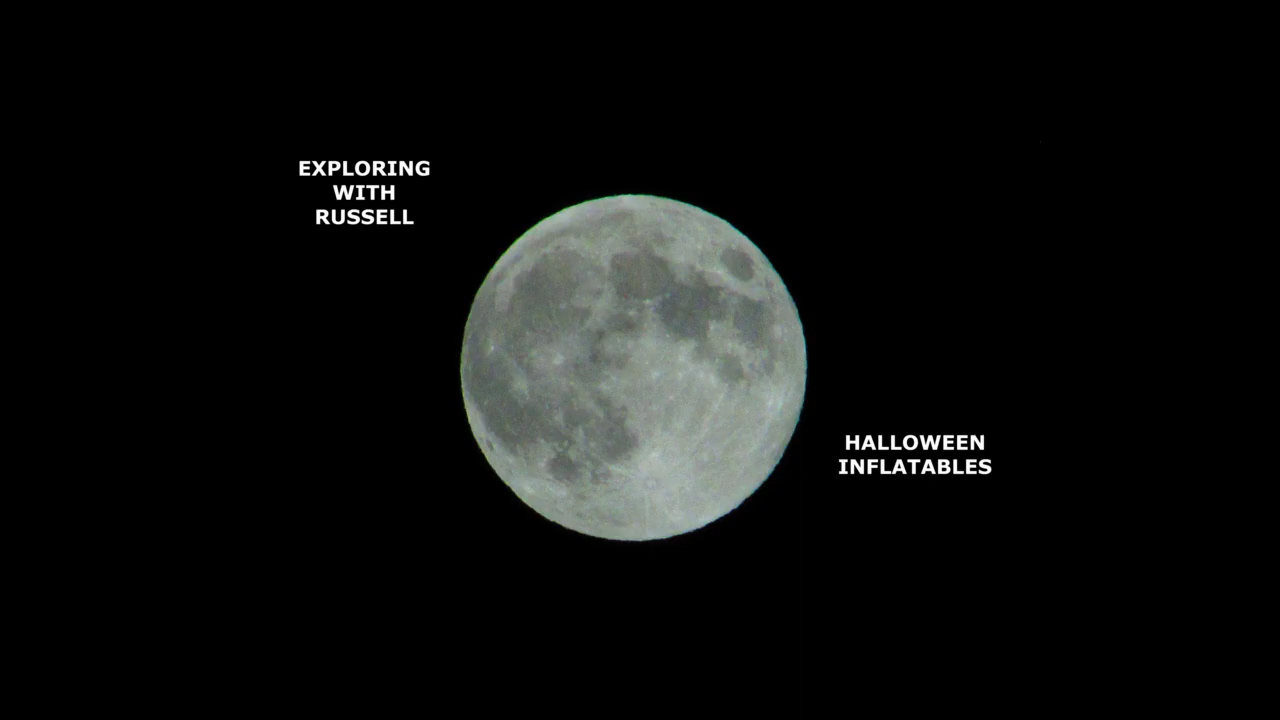 EXPLORING
WITH
RUSSELL
HALLOWEEN
INFLATABLES